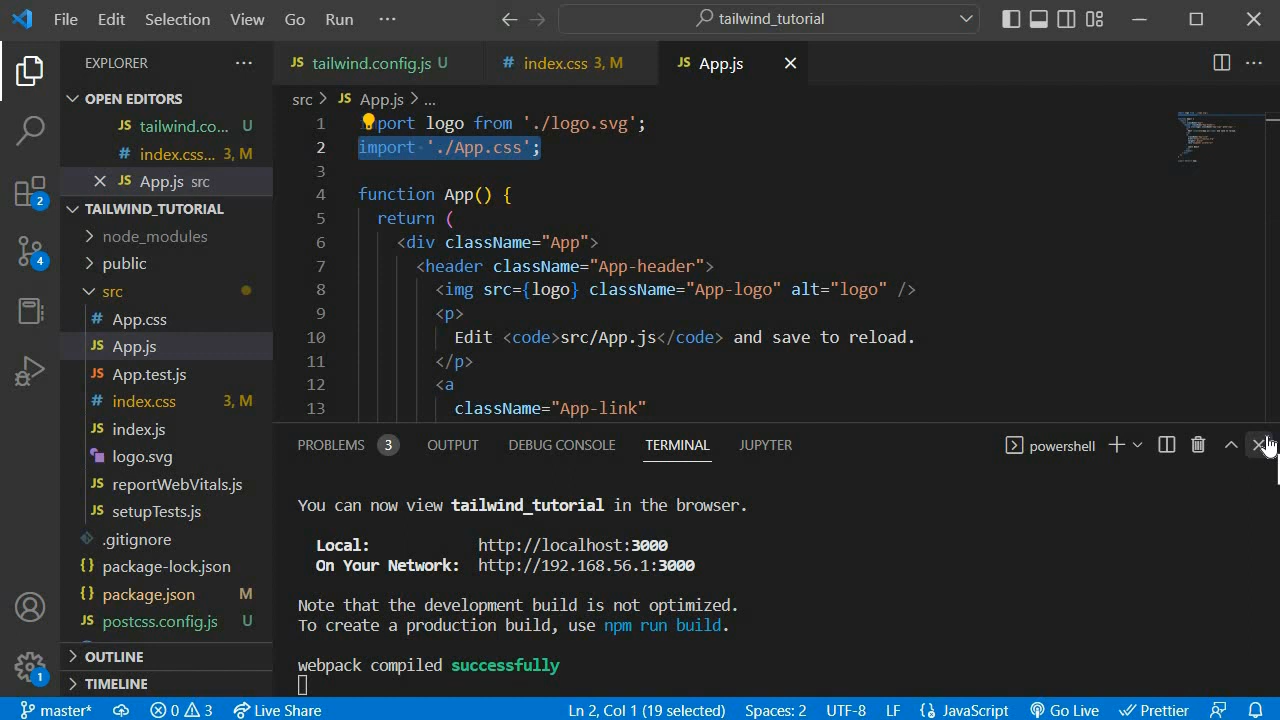 File Edit Selection View Go Run ··· tailwind_tutorial
EXPLORER ···
OPEN EDITORS
JS tailwind.co... U
# index.css... 3, M
JS App.js src
TAILWIND_TUTORIAL
node_modules
public
src
# App.css
JS App.js
JS App.test.js
# index.css 3, M
JS index.js
logo.svg
JS reportWebVitals.js
JS setupTests.js
.gitignore
{} package-lock.json
{} package.json M
JS postcss.config.js U
OUTLINE
TIMELINE
2
4
1
JS tailwind.config.js U # index.css 3, M JS App.js
src > JS App.js > ...
1 import logo from './logo.svg';
2 import './App.css';
3
4 function App() {
5 return (
6 <div className="App">
7 <header className="App-header">
8 <img src={logo} className="App-logo" alt="logo" />
9 <p>
10 Edit <code>src/App.js</code> and save to reload.
11 </p>
12 <a
13 className="App-link"
PROBLEMS 3 OUTPUT DEBUG CONSOLE TERMINAL JUPYTER powershell
You can now view tailwind_tutorial in the browser.
Local: http://localhost:3000
On Your Network: http://192.168.56.1:3000
Note that the development build is not optimized.
To create a production build, use npm run build.
webpack compiled successfully
master* 0 3 Live Share Ln 2, Col 1 (19 selected) Spaces: 2 UTF-8 LF {} JavaScript Go Live Prettier